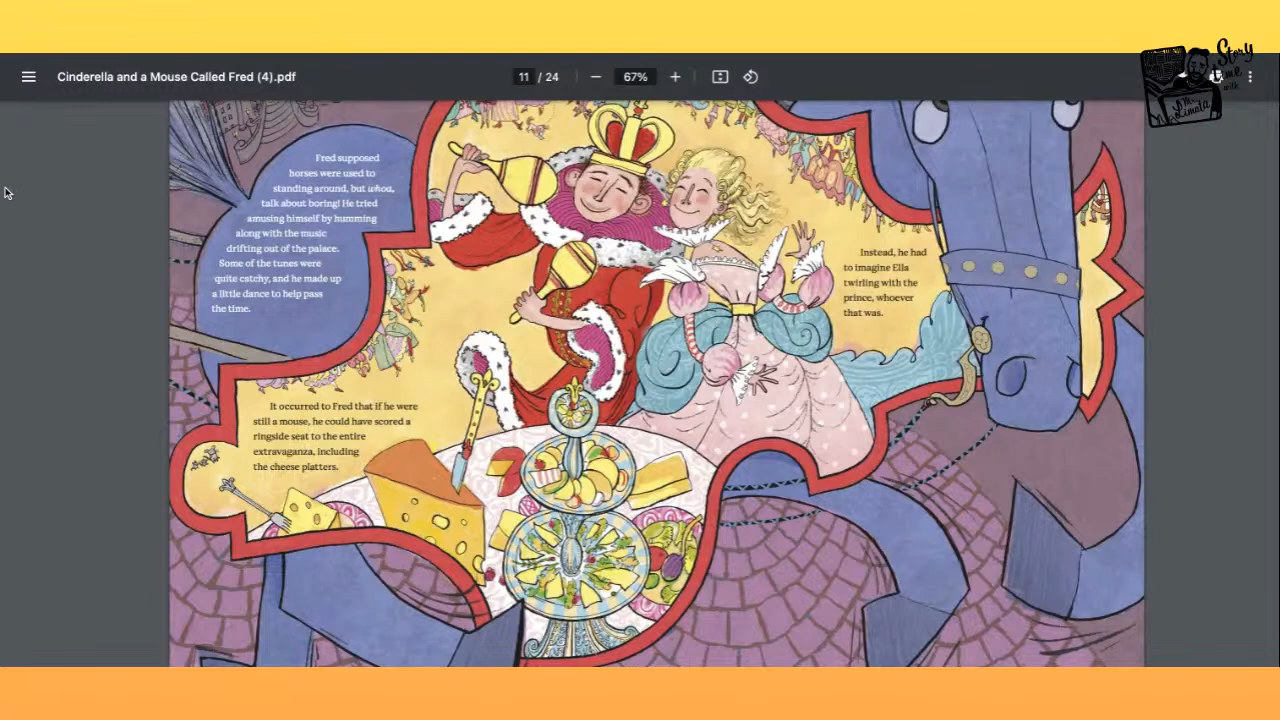 Cinderella and a Mouse Called Fred (4).pdf
11 / 24
67%
Story
time
with
Ms.
Limata
Fred supposed
horses were used to
standing around, but whoa,
talk about boring! He tried
amusing himself by humming
along with the music
drifting out of the palace.
Some of the tunes were
quite catchy, and he made up
a little dance to help pass
the time.
Instead, he had
to imagine Ella
twirling with the
prince, whoever
that was.
It occurred to Fred that if he were
still a mouse, he could have scored a
ringside seat to the entire
extravaganza, including
the cheese platters.